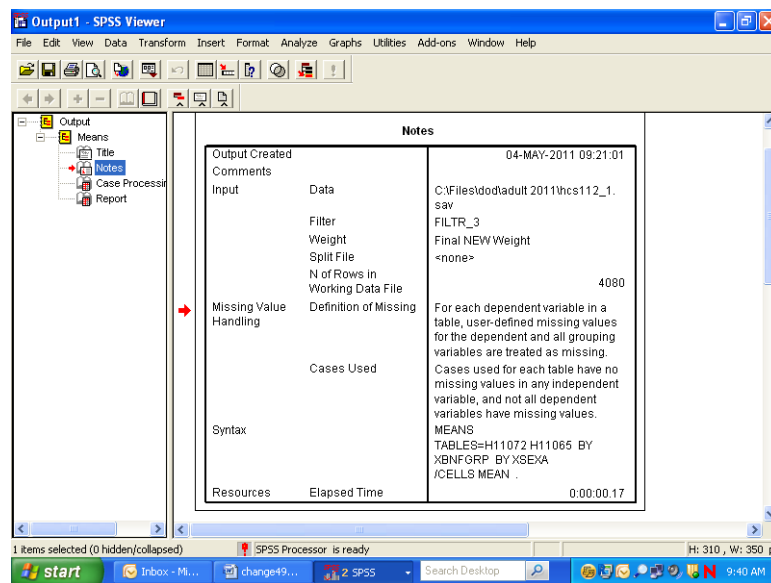 Output1 - SPSS Viewer
File Edit View Data Transform Insert Format Analyze Graphs Utilities Add-ons Window Help
Output
Means
Title
Notes
Case Processin
Report
Notes
Output Created 04-MAY-2011 09:21:01
Comments
Input Data C:\Files\dod\adult 2011\hcs112_1.
sav
Filter FILTR_3
Weight Final NEW Weight
Split File <none>
N of Rows in
Working Data File 4080
Missing Value Definition of Missing For each dependent variable in a
Handling table, user-defined missing values
for the dependent and all grouping
variables are treated as missing.
Cases Used Cases used for each table have no
missing values in any independent
variable, and not all dependent
variables have missing values.
Syntax MEANS
TABLES=H11072 H11065 BY
XBNFGRP BY XSEXA
/CELLS MEAN .
Resources Elapsed Time 0:00:00.17
1 items selected (0 hidden/collapsed) SPSS Processor is ready H: 310 , W: 350 p
start Inbox - Mi... change49... 2 SPSS Search Desktop N 9:40 AM